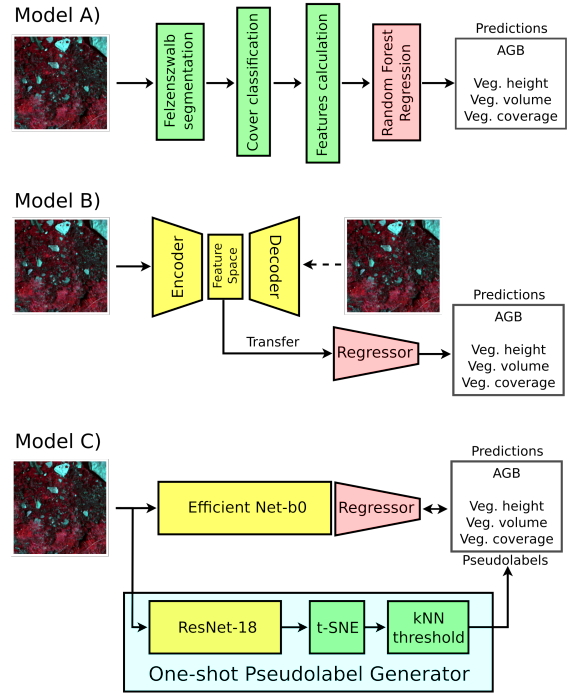 Model A)
Felzenszwalb
segmentation
Cover classification
Features calculation
Random Forest
Regression
Predictions
AGB
Veg. height
Veg. volume
Veg. coverage
Model B)
Encoder
Feature
Space
Decoder
Transfer
Regressor
Predictions
AGB
Veg. height
Veg. volume
Veg. coverage
Model C)
Efficient Net-b0
Regressor
Predictions
AGB
Veg. height
Veg. volume
Veg. coverage
Pseudolabels
ResNet-18
t-SNE
kNN
threshold
One-shot Pseudolabel Generator